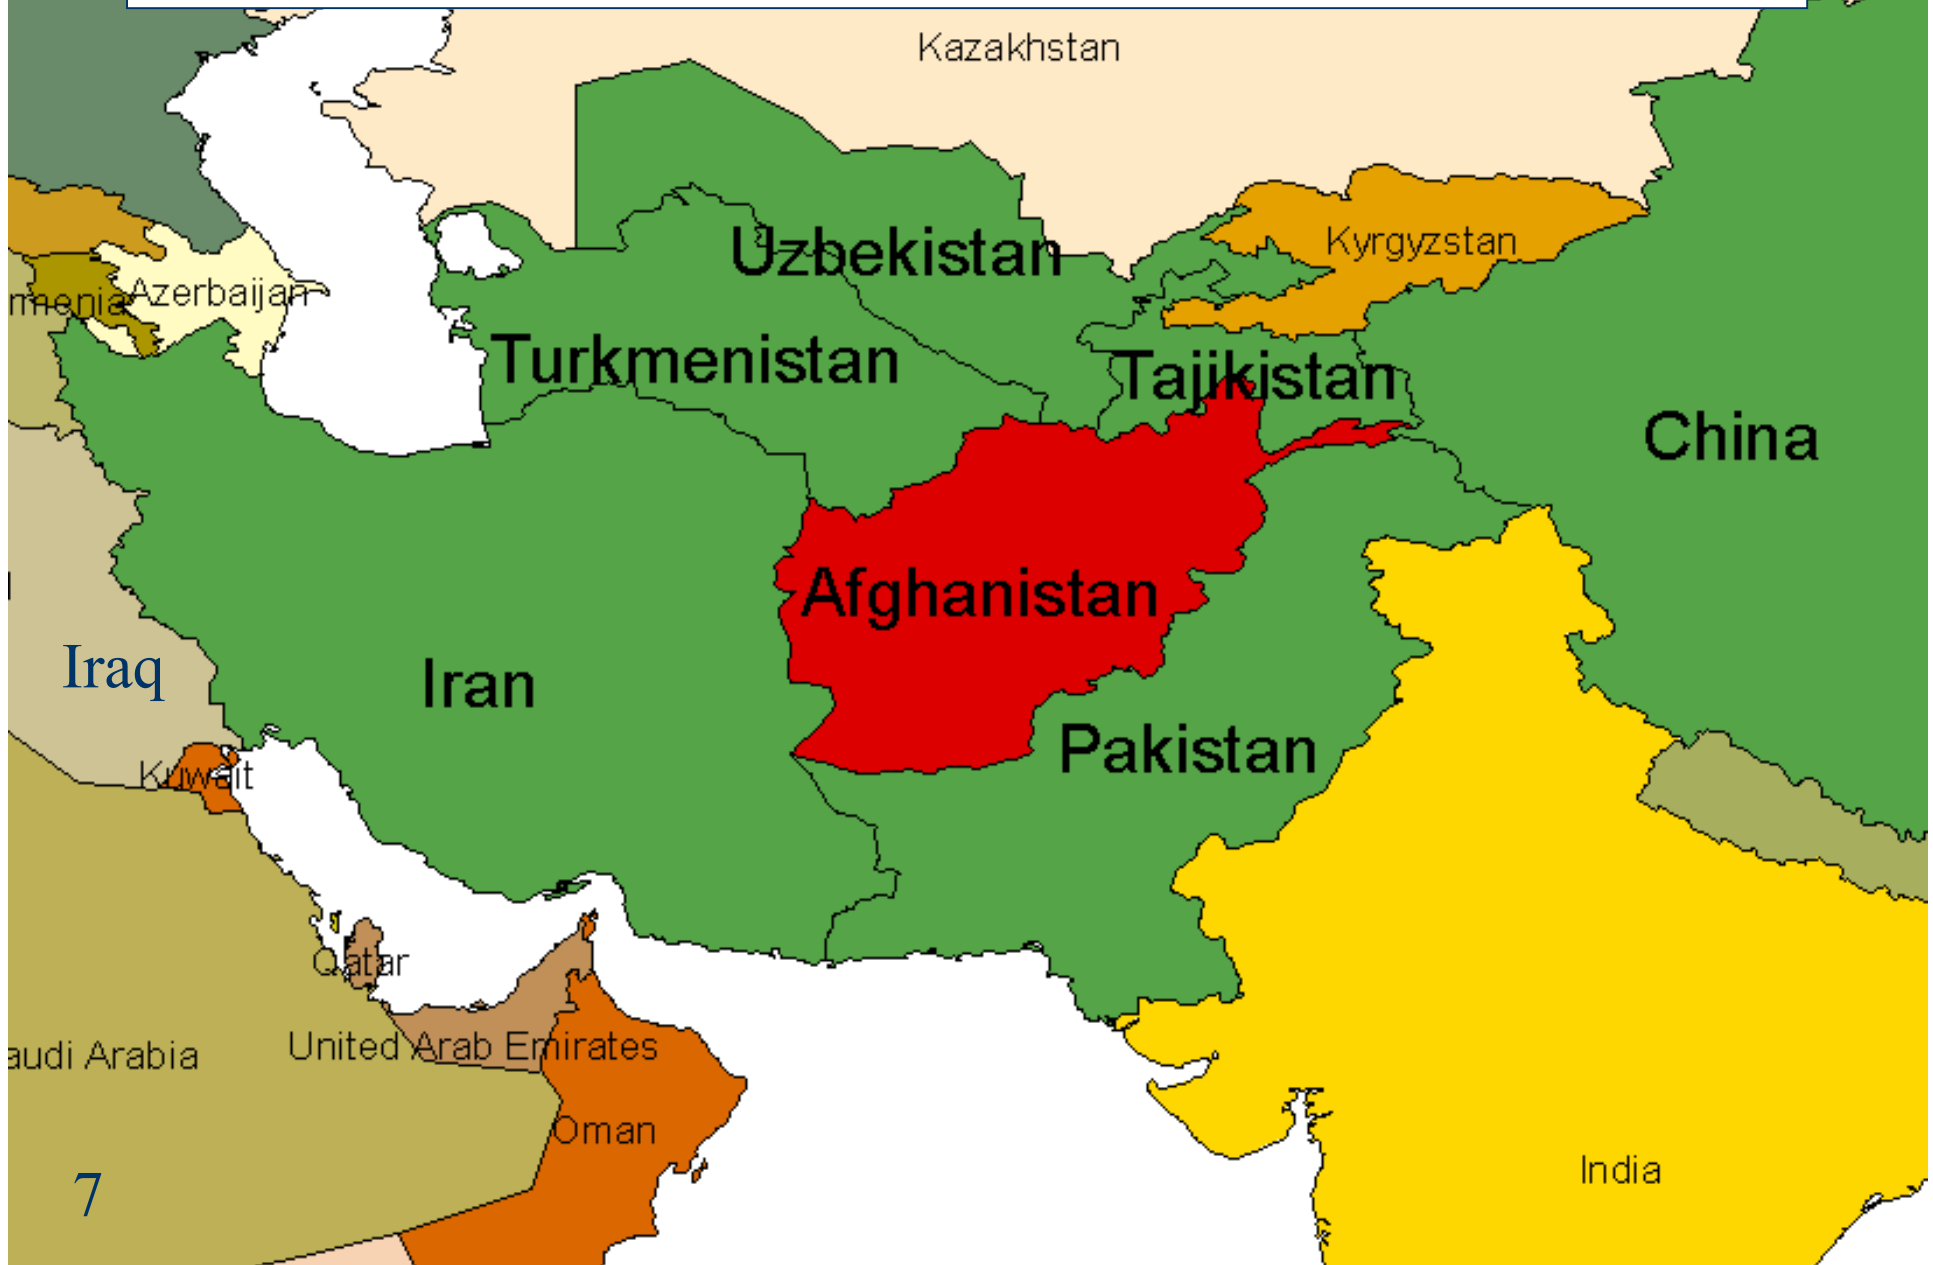 Kazakhstan
Uzbekistan
Kyrgyzstan
Azerbaijan
menia
Turkmenistan
Tajikistan
China
Afghanistan
Iraq
Iran
Pakistan
Kuwait
Qatar
United Arab Emirates
audi Arabia
Oman
India
7